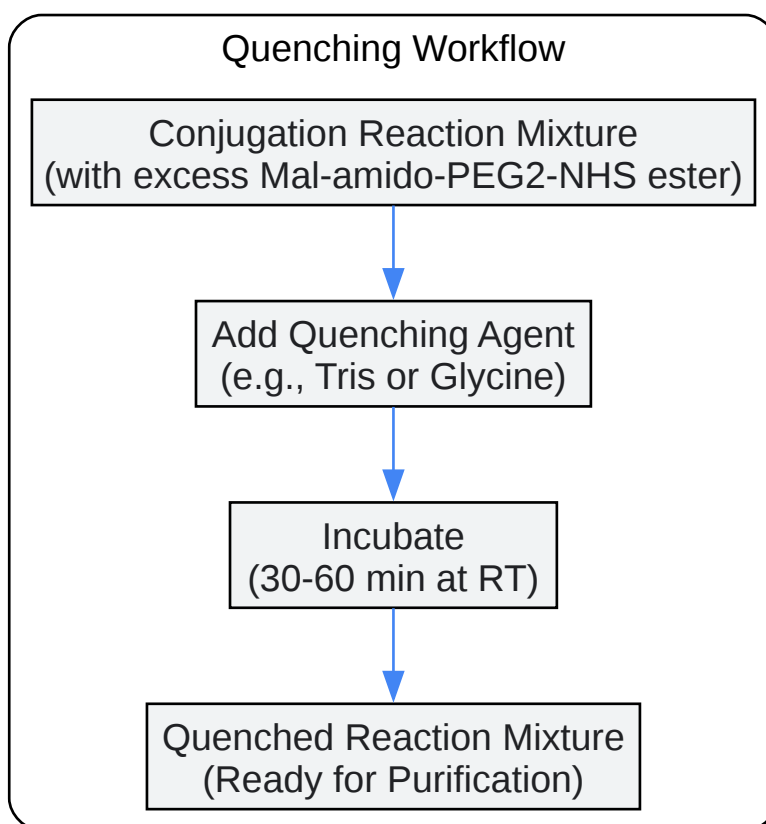 Quenching Workflow
Conjugation Reaction Mixture
(with excess Mal-amido-PEG2-NHS ester)
Add Quenching Agent
(e.g., Tris or Glycine)
Incubate
(30-60 min at RT)
Quenched Reaction Mixture
(Ready for Purification)